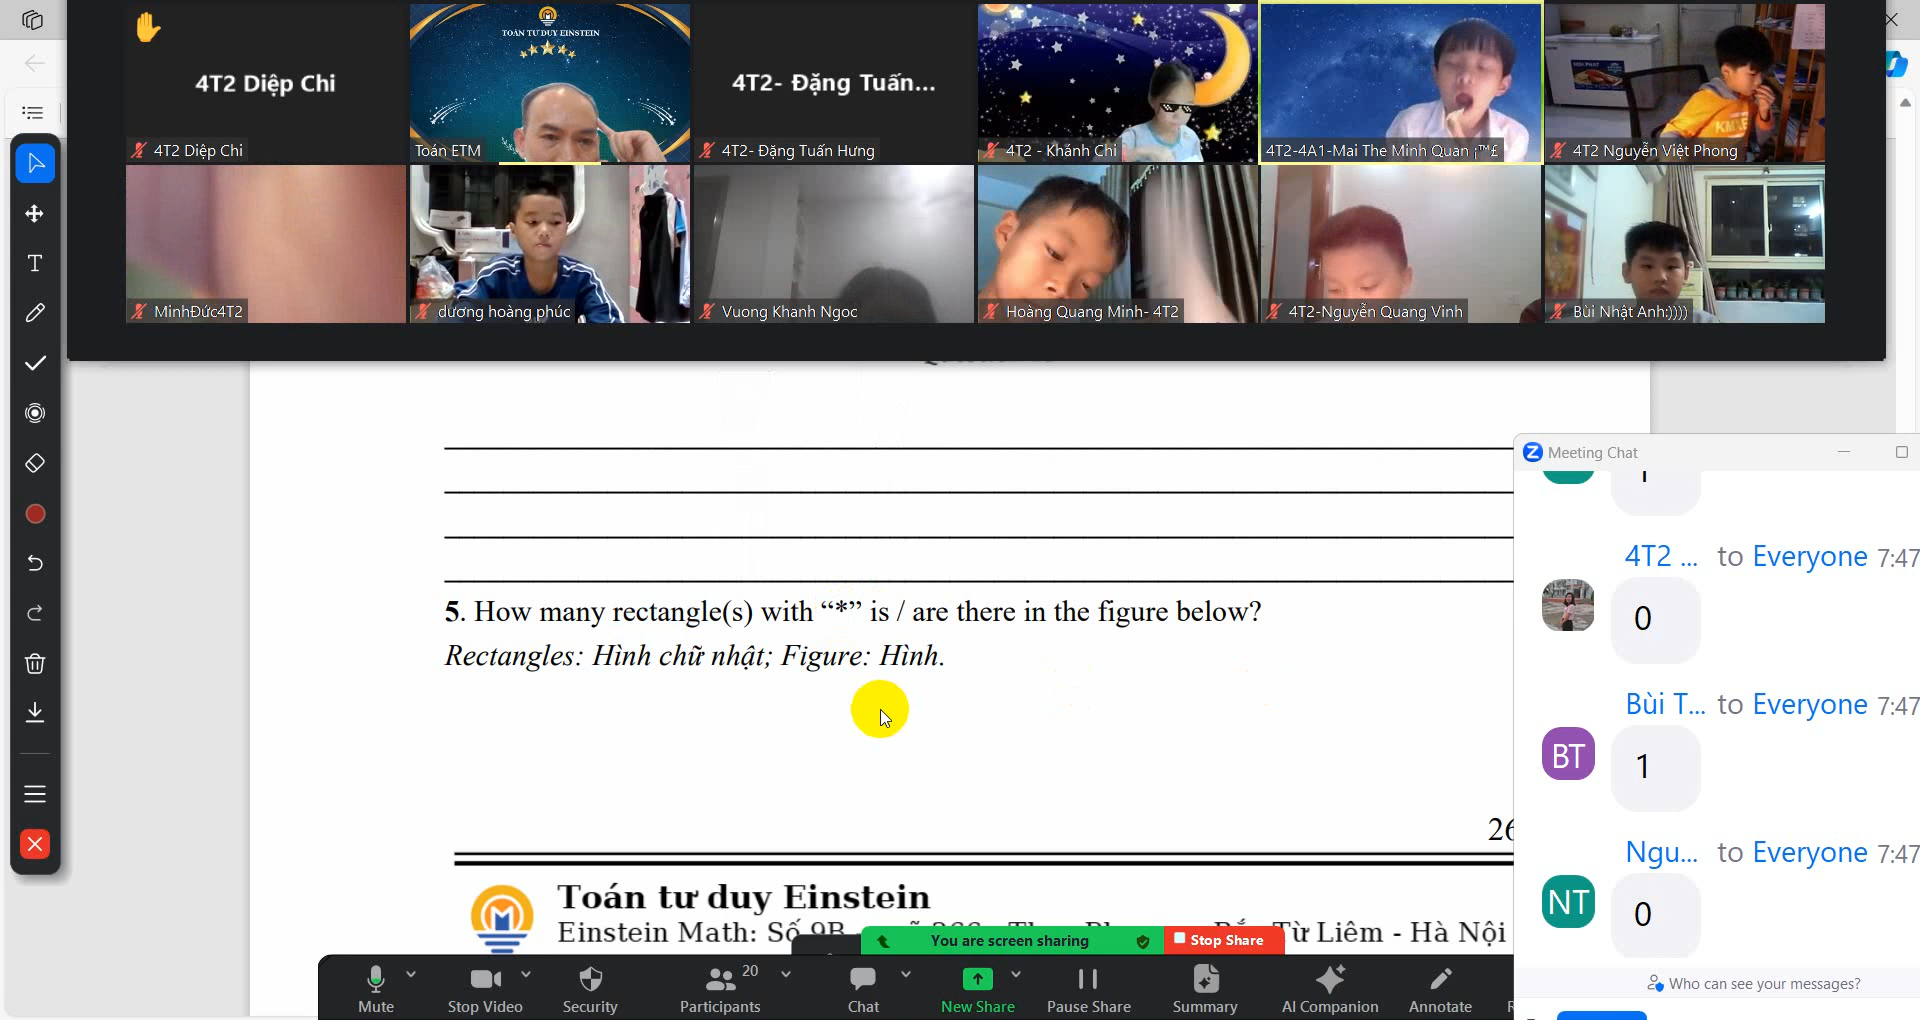 4T2 Diệp Chi
4T2 Diệp Chi
TOÁN TƯ DUY EINSTEIN
Toán ETM
4T2- Đặng Tuấn...
4T2- Đặng Tuấn Hưng
4T2 - Khánh Chi
4T2-4A1-Mai The Minh Quan ¡™£
4T2 Nguyễn Việt Phong
MinhĐức4T2
dương hoàng phúc
Vuong Khanh Ngoc
Hoàng Quang Minh- 4T2
4T2-Nguyễn Quang Vinh
Bùi Nhật Anh:))))
5. How many rectangle(s) with “*” is / are there in the figure below?
Rectangles: Hình chữ nhật; Figure: Hình.
26
Toán tư duy Einstein
Einstein Math: Số 9B
Từ Liêm - Hà Nội
You are screen sharing
Stop Share
Mute
Stop Video
Security
20
Participants
Chat
New Share
Pause Share
Summary
AI Companion
Annotate
Meeting Chat
4T2 ... to Everyone 7:47
0
Bùi T... to Everyone 7:47
BT
1
Ngu... to Everyone 7:47
NT
0
Who can see your messages?